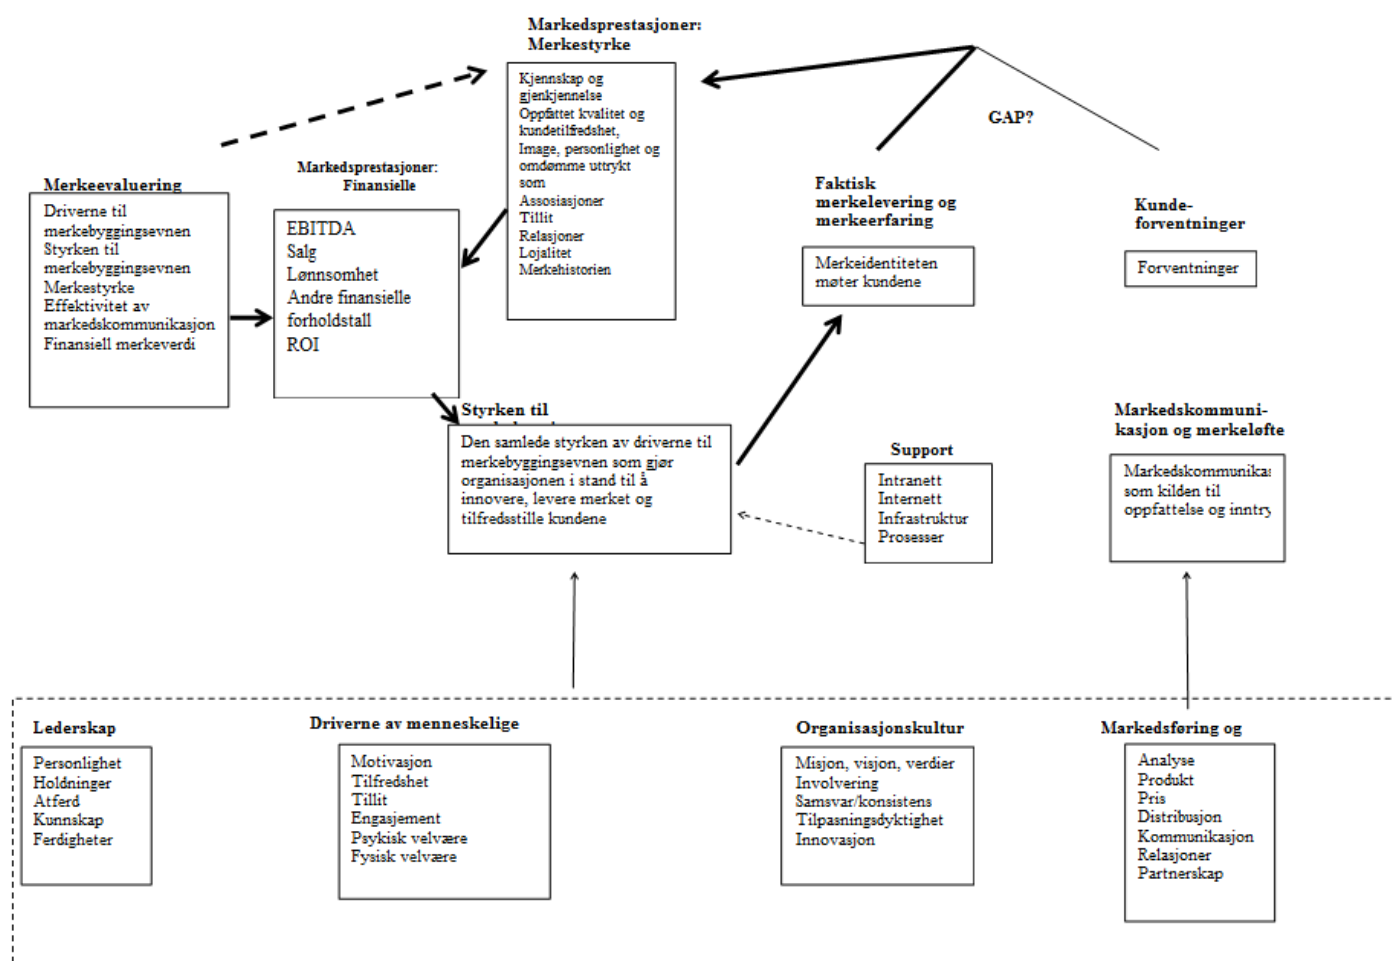 Markedsprestasjoner:
Merkestyrke
Kjennskap og
gjenkjennelse
Oppfattet kvalitet og
kundetilfredshet,
Image, personlighet og
omdømme uttrykt
som
Assosiasjoner
Tillit
Relasjoner
Lojalitet
Merkehistorien
GAP?
Markedsprestasjoner:
Finansielle
EBITDA
Salg
Lønnsomhet
Andre finansielle
forholdstall
ROI
Merkeevaluering
Driverne til
merkebyggingsevnen
Styrken til
merkebyggingsevnen
Merkestyrke
Effektivitet av
markedskommunikasjon
Finansiell merkeverdi
Faktisk
merkelevering og
merkeerfaring
Merkeidentiteten
møter kundene
Kunde-
forventninger
Forventninger
Styrken til
Den samlede styrken av driverne til
merkebyggingsevnen som gjør
organisasjonen i stand til å
innovere, levere merket og
tilfredsstille kundene
Support
Intranett
Internett
Infrastruktur
Prosesser
Markedskommuni-
kasjon og merkeløfte
Markedskommunikas
som kilden til
oppfattelse og inntry
Lederskap
Personlighet
Holdninger
Atferd
Kunnskap
Ferdigheter
Driverne av menneskelige
Motivasjon
Tilfredshet
Tillit
Engasjement
Psykisk velvære
Fysisk velvære
Organisasjonskultur
Misjon, visjon, verdier
Involvering
Samsvar/konsistens
Tilpasningsdyktighet
Innovasjon
Markedsføring og
Analyse
Produkt
Pris
Distribusjon
Kommunikasjon
Relasjoner
Partnerskap